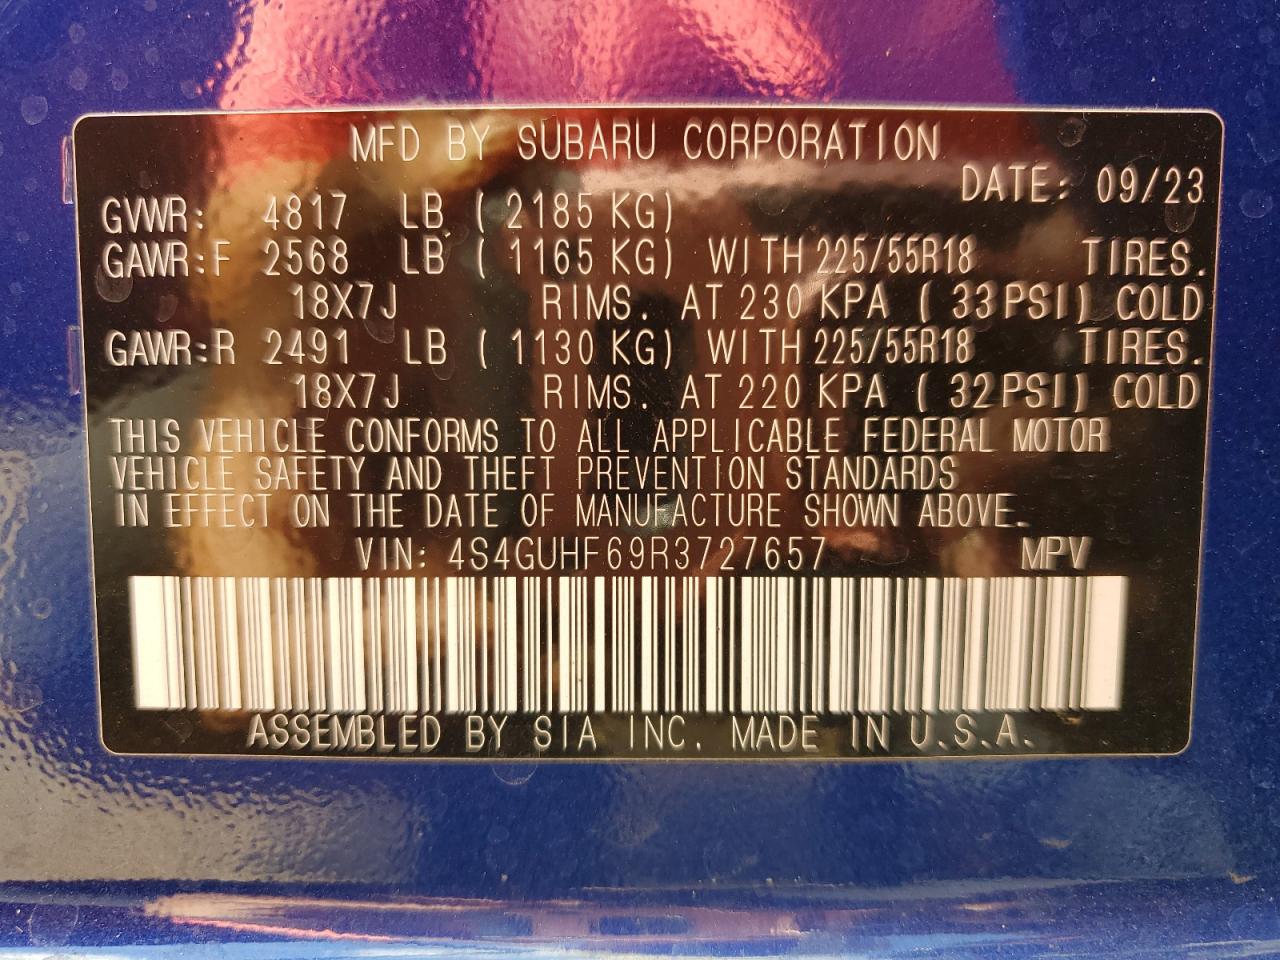 MFD BY SUBARU CORPORATION
DATE: 09/23
GVWR: 4817 LB ( 2185 KG)
GAWR:F 2568 LB ( 1165 KG) WITH 225/55R18 TIRES.
18X7J RIMS. AT 230 KPA ( 33PSI) COLD
GAWR:R 2491 LB ( 1130 KG) WITH 225/55R18 TIRES.
18X7J RIMS. AT 220 KPA ( 32PSI) COLD
THIS VEHICLE CONFORMS TO ALL APPLICABLE FEDERAL MOTOR
VEHICLE SAFETY AND THEFT PREVENTION STANDARDS
IN EFFECT ON THE DATE OF MANUFACTURE SHOWN ABOVE.
VIN: 4S4GUHF69R3727657 MPV
ASSEMBLED BY SIA INC. MADE IN U.S.A.